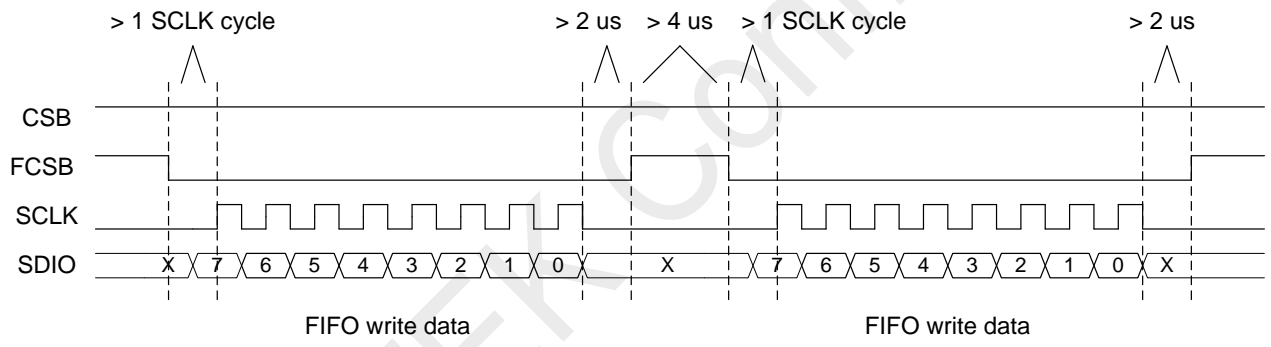 > 1 SCLK cycle > 2 us > 4 us > 1 SCLK cycle > 2 us
CSB
FCSB
SCLK
SDIO X 7 6 5 4 3 2 1 0 X 7 6 5 4 3 2 1 0 X
FIFO write data FIFO write data